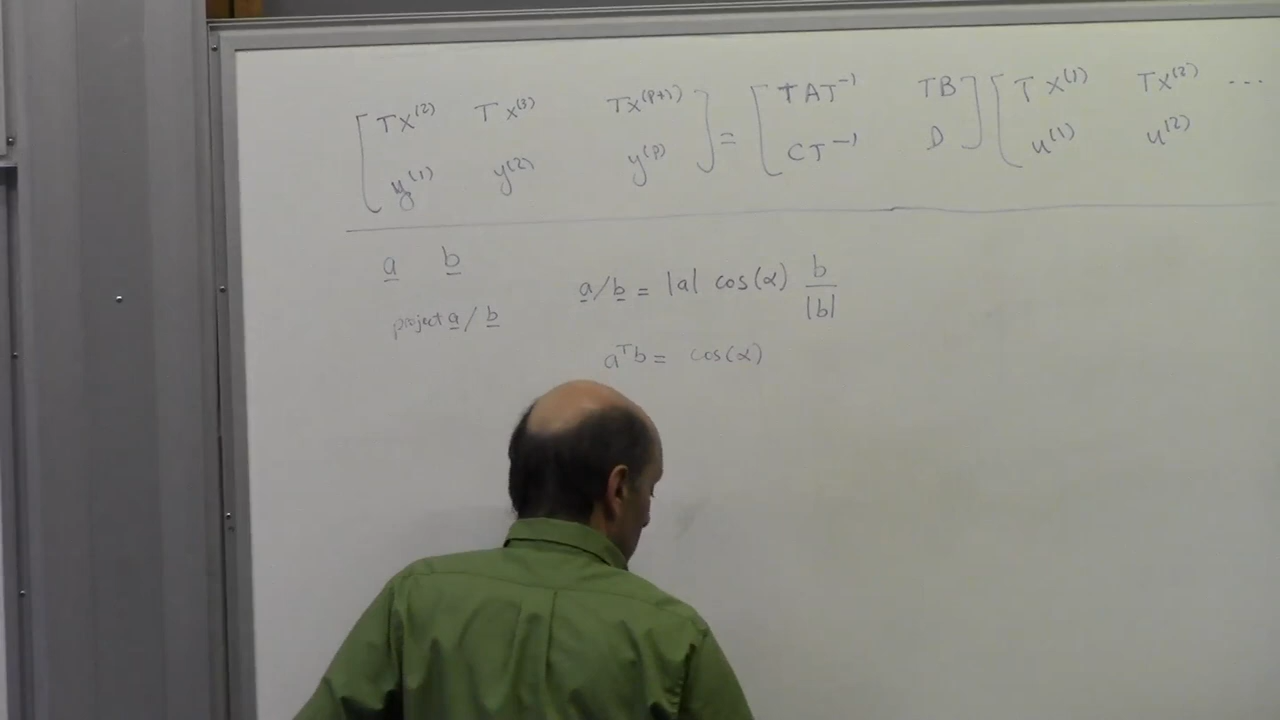 [ Tx^(2) Tx^(3) Tx^(p+1) ] = [ TAT^-1 TB ] [ Tx^(1) Tx^(2) ...
[ y^(1) y^(2) y^(p) ] [ CT^-1 D ] [ u^(1) u^(2)
a b
a/b = |a| cos(α) b/|b|
project a/b
a^T b = cos(α)